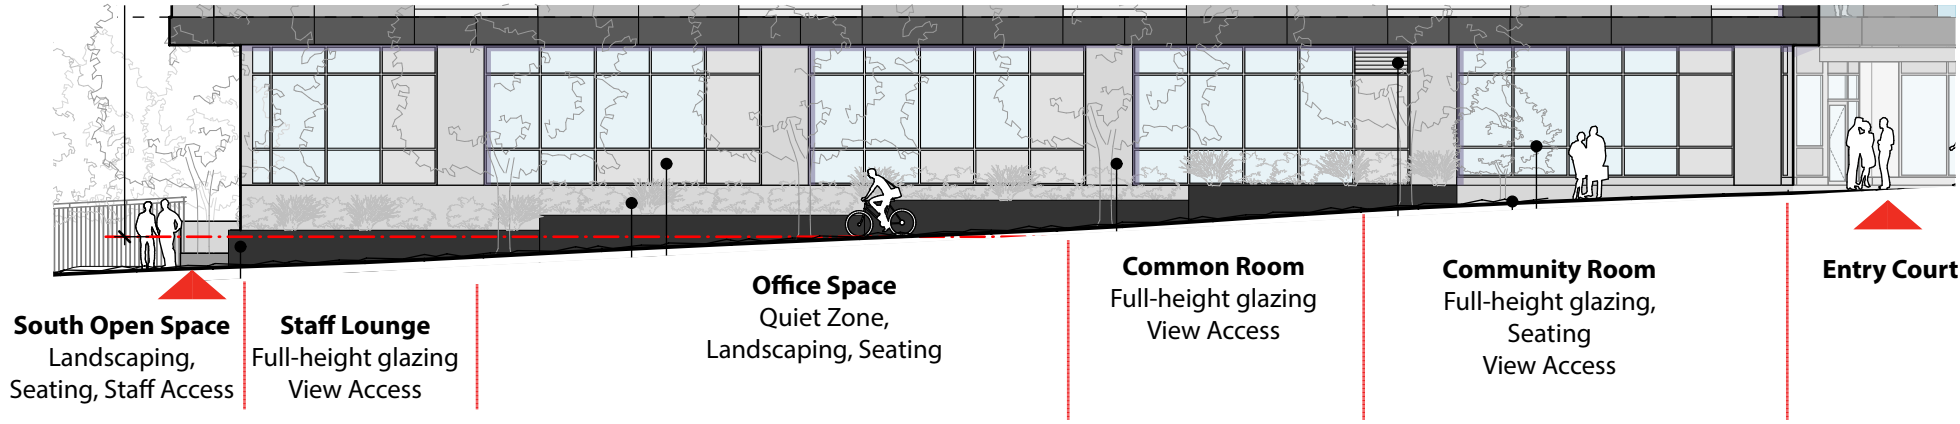 South Open Space
Landscaping,
Seating, Staff Access
Staff Lounge
Full-height glazing
View Access
Office Space
Quiet Zone,
Landscaping, Seating
Common Room
Full-height glazing
View Access
Community Room
Full-height glazing,
Seating
View Access
Entry Court